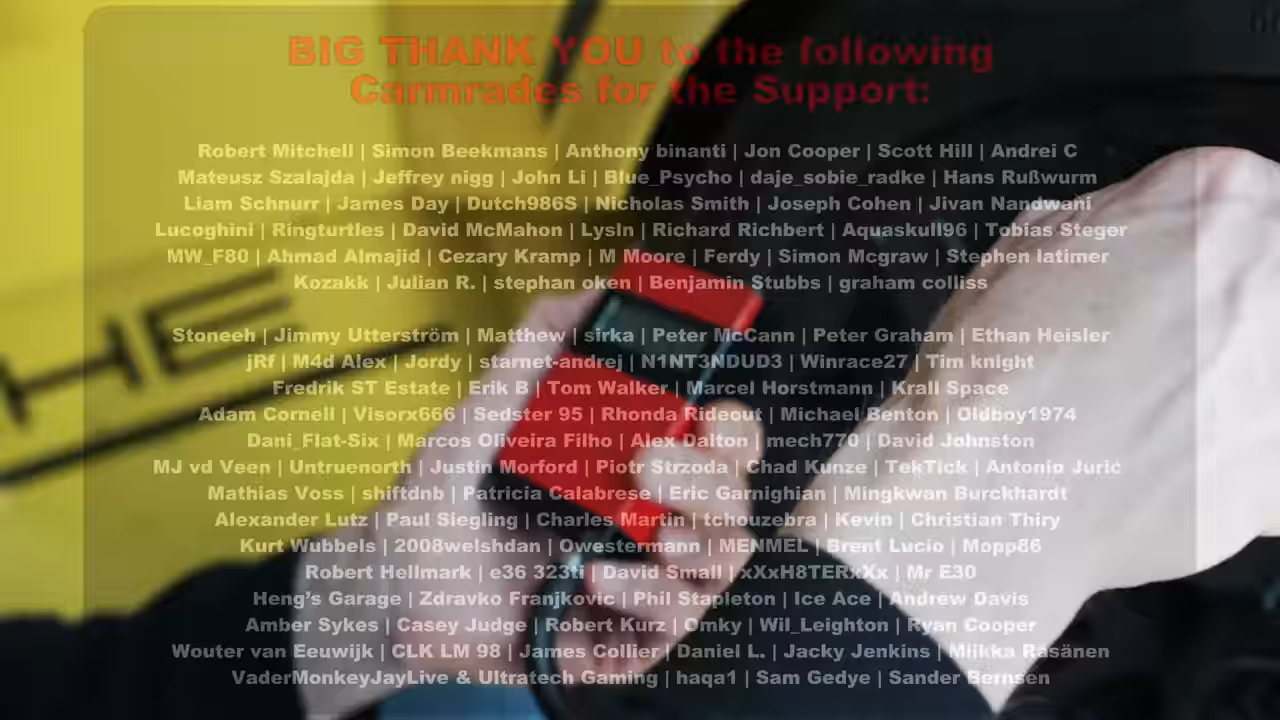 BIG THANK YOU to the following
Carmrades for the Support:
Robert Mitchell | Simon Beekmans | Anthony binanti | Jon Cooper | Scott Hill | Andrei C
Mateusz Szalajda | Jeffrey nigg | John Li | Blue_Psycho | daje_sobie_radke | Hans Rußwurm
Liam Schnurr | James Day | Dutch986S | Nicholas Smith | Joseph Cohen | Jivan Nandwani
Lucoghini | Ringturtles | David McMahon | LysIn | Richard Richbert | Aquaskull96 | Tobias Steger
MW_F80 | Ahmad Almajid | Cezary Kramp | M Moore | Ferdy | Simon Mcgraw | Stephen latimer
Kozakk | Julian R. | stephan oken | Benjamin Stubbs | graham colliss
Stoneeh | Jimmy Utterström | Matthew | sirka | Peter McCann | Peter Graham | Ethan Heisler
jRf | M4d Alex | Jordy | starnet-andrej | N1NT3NDUD3 | Winrace27 | Tim knight
Fredrik ST Estate | Erik B | Tom Walker | Marcel Horstmann | Krall Space
Adam Cornell | Visorx666 | Sedster 95 | Rhonda Rideout | Michael Benton | Oldboy1974
Dani_Flat-Six | Marcos Oliveira Filho | Alex Dalton | mech770 | David Johnston
MJ vd Veen | Untruenorth | Justin Morford | Piotr Strzoda | Chad Kunze | TekTick | Antonio Jurić
Mathias Voss | shiftdnb | Patricia Calabrese | Eric Garnighian | Mingkwan Burckhardt
Alexander Lutz | Paul Siegling | Charles Martin | tchouzebra | Kevin | Christian Thiry
Kurt Wubbels | 2008welshdan | Owestermann | MENMEL | Brent Lucio | Mopp86
Robert Hellmark | e36 323ti | David Small | xXxH8TERxXx | Mr E30
Heng’s Garage | Zdravko Franjkovic | Phil Stapleton | Ice Ace | Andrew Davis
Amber Sykes | Casey Judge | Robert Kurz | Omky | Wil_Leighton | Ryan Cooper
Wouter van Eeuwijk | CLK LM 98 | James Collier | Daniel L. | Jacky Jenkins | Miikka Räsänen
VaderMonkeyJayLive & Ultratech Gaming | haqa1 | Sam Gedye | Sander Bernsen
HE